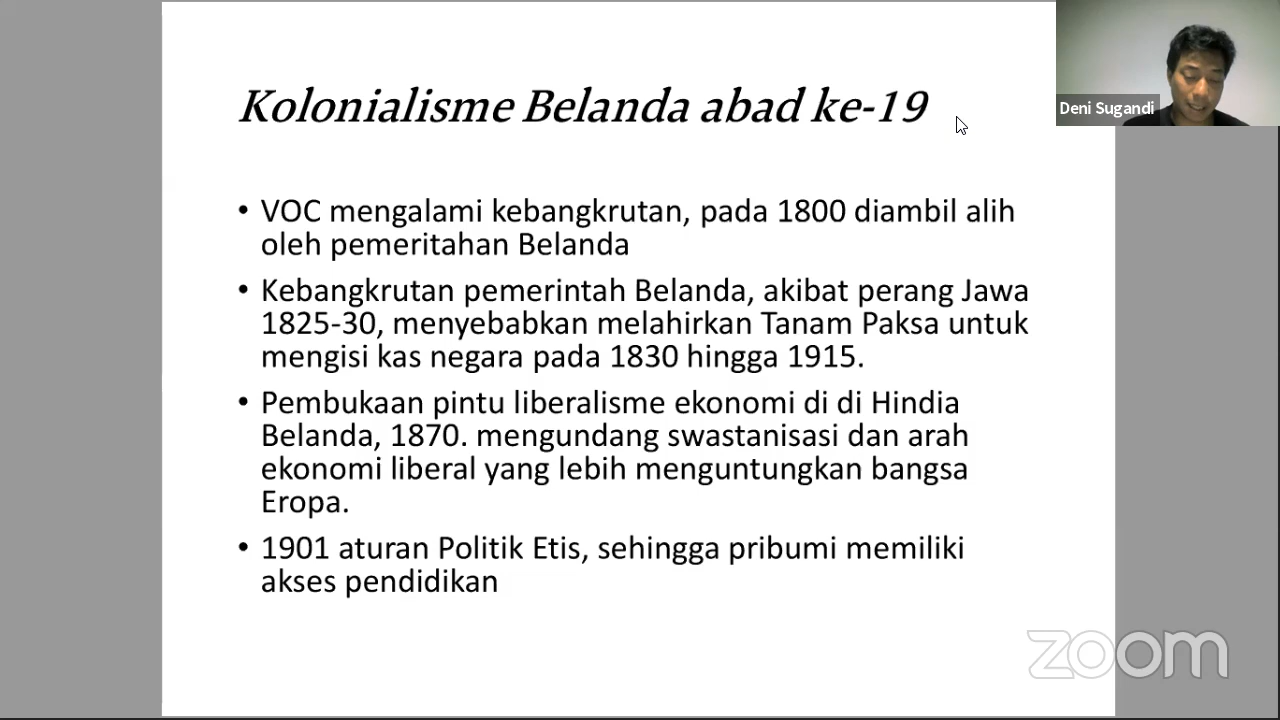 Kolonialisme Belanda abad ke-19
Deni Sugandi
• VOC mengalami kebangkrutan, pada 1800 diambil alih
oleh pemeritahan Belanda
• Kebangkrutan pemerintah Belanda, akibat perang Jawa
1825-30, menyebabkan melahirkan Tanam Paksa untuk
mengisi kas negara pada 1830 hingga 1915.
• Pembukaan pintu liberalisme ekonomi di di Hindia
Belanda, 1870. mengundang swastanisasi dan arah
ekonomi liberal yang lebih menguntungkan bangsa
Eropa.
• 1901 aturan Politik Etis, sehingga pribumi memiliki
akses pendidikan
zoom